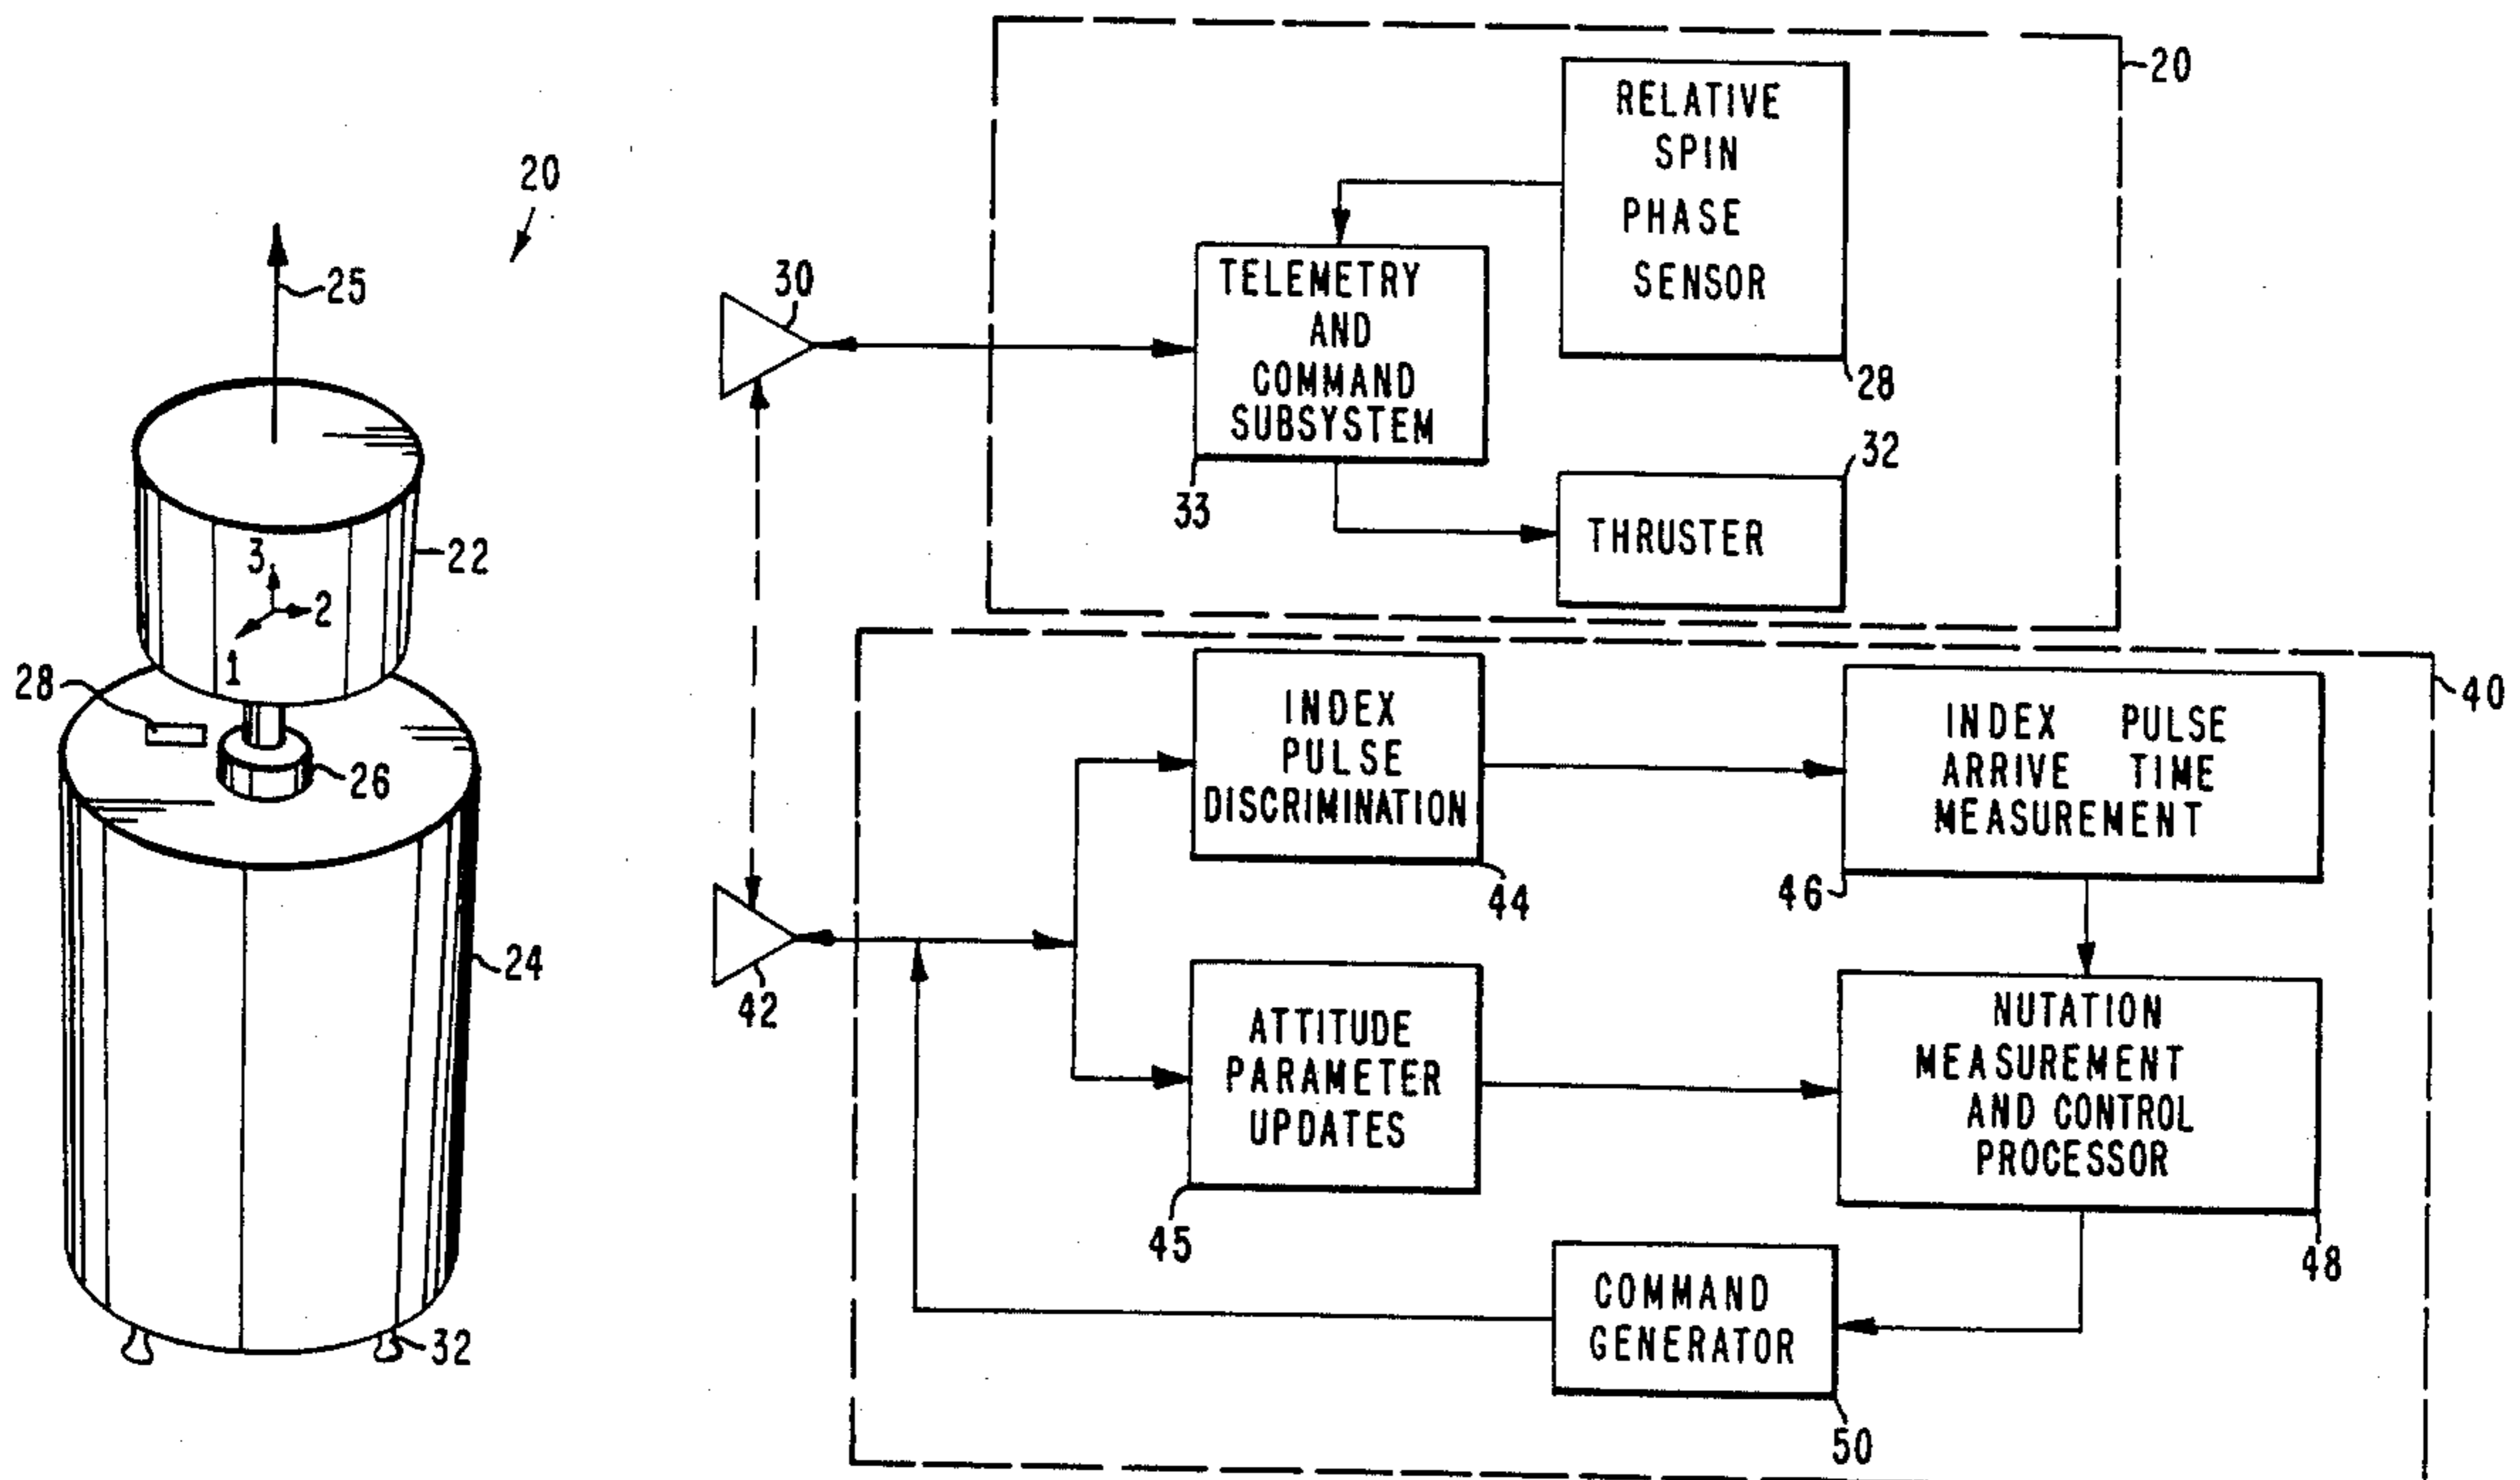 20
25
22
3
2
1
28
26
24
32
30
42
20
RELATIVE
SPIN
PHASE
SENSOR
28
TELEMETRY
AND
COMMAND
SUBSYSTEM
33
32
THRUSTER
40
INDEX
PULSE
DISCRIMINATION
44
INDEX PULSE
ARRIVE TIME
MEASUREMENT
46
ATTITUDE
PARAMETER
UPDATES
45
NUTATION
MEASUREMENT
AND CONTROL
PROCESSOR
48
COMMAND
GENERATOR
50